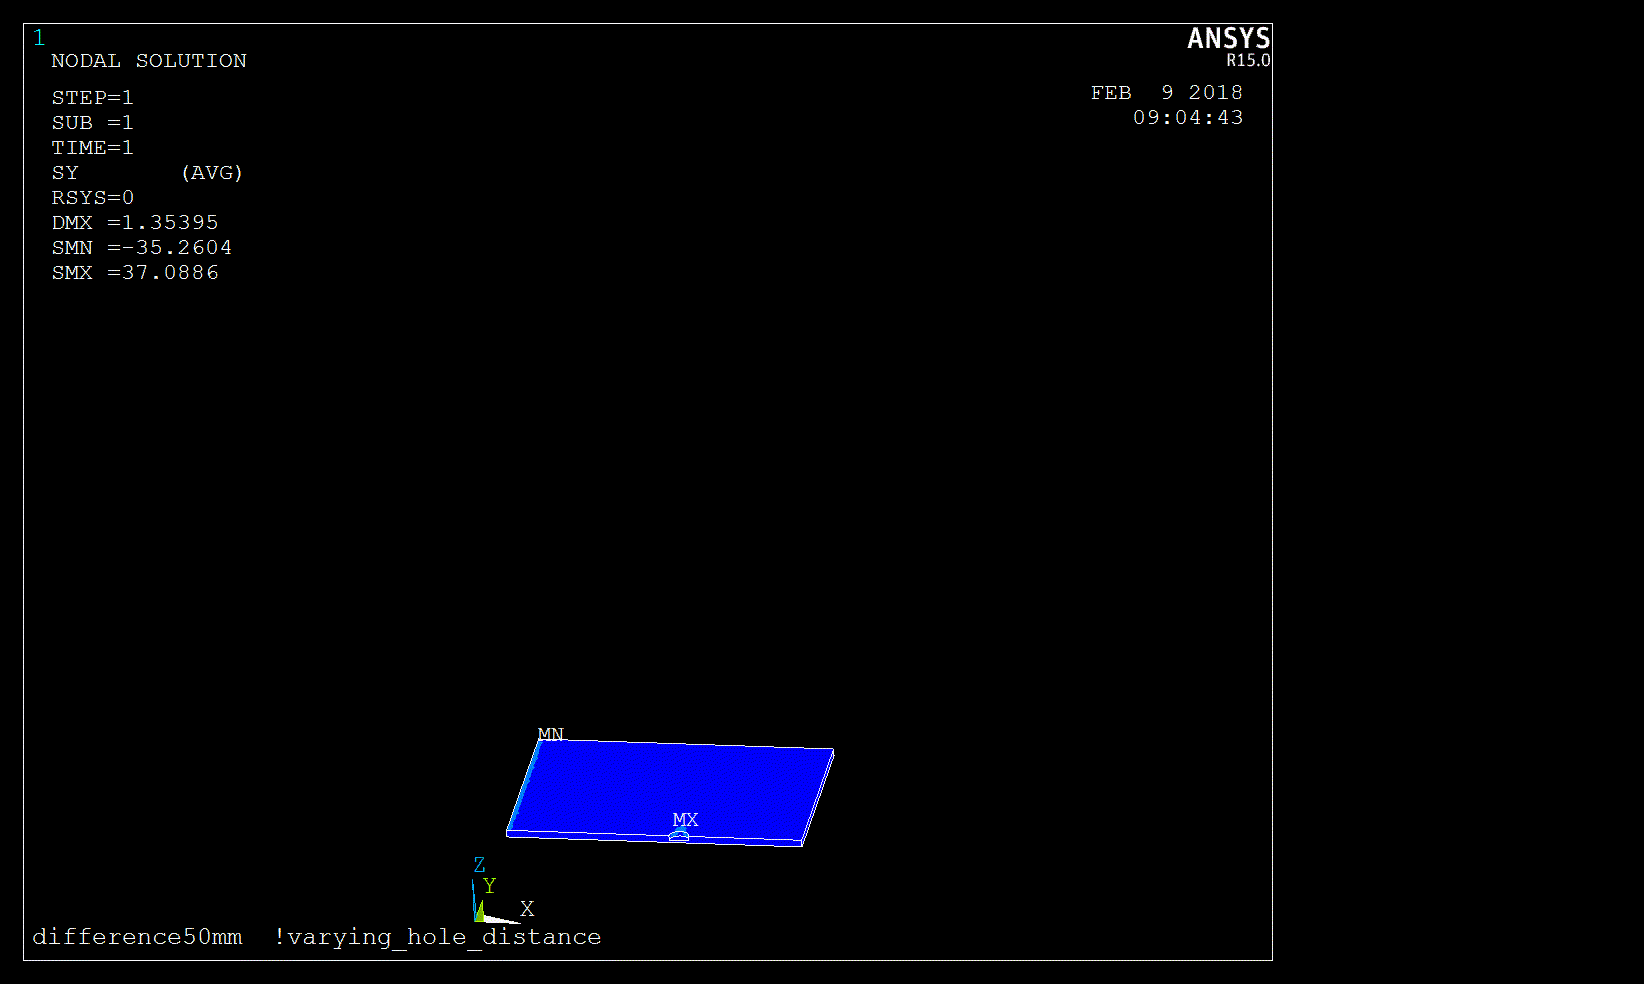 1
ANSYS
R15.0
NODAL SOLUTION
FEB  9 2018
09:04:43
STEP=1
SUB =1
TIME=1
SY       (AVG)
RSYS=0
DMX =1.35395
SMN =-35.2604
SMX =37.0886
MN
MX
Z
Y
X
difference50mm  !varying_hole_distance